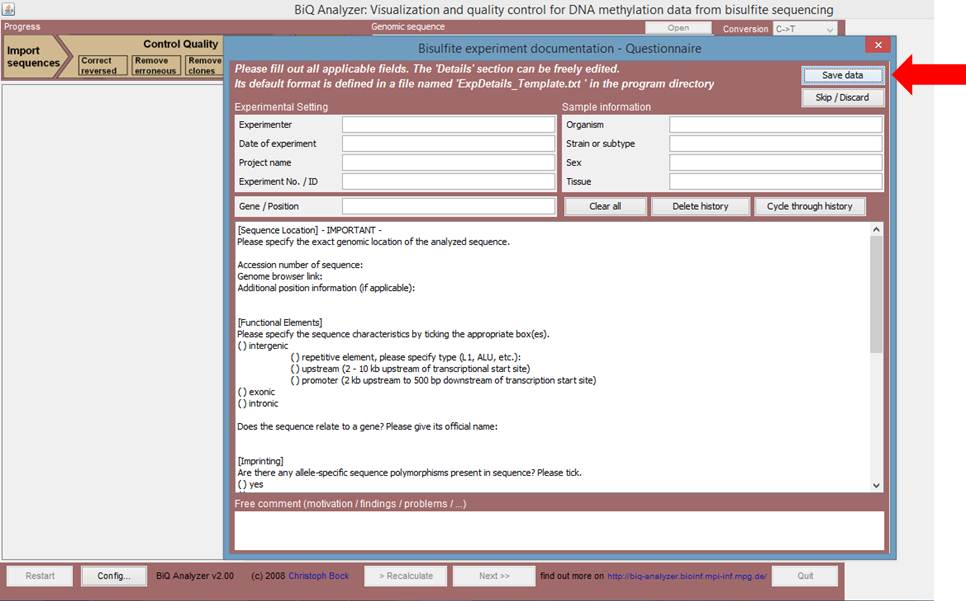 BiQ Analyzer: Visualization and quality control for DNA methylation data from bisulfite sequencing
Progress
Genomic sequence
Open
Conversion
C->T
Import sequences
Control Quality
Correct reversed
Remove erroneous
Remove clones
Bisulfite experiment documentation - Questionnaire
Please fill out all applicable fields. The 'Details' section can be freely edited.
Its default format is defined in a file named 'ExpDetails_Template.txt ' in the program directory
Save data
Skip / Discard
Experimental Setting
Sample information
Experimenter
Organism
Date of experiment
Strain or subtype
Project name
Sex
Experiment No. / ID
Tissue
Gene / Position
Clear all
Delete history
Cycle through history
[Sequence Location] - IMPORTANT -
Please specify the exact genomic location of the analyzed sequence.
Accession number of sequence:
Genome browser link:
Additional position information (if applicable):
[Functional Elements]
Please specify the sequence characteristics by ticking the appropriate box(es).
( ) intergenic
( ) repetitive element, please specify type (L1, ALU, etc.):
( ) upstream (2 - 10 kb upstream of transcriptional start site)
( ) promoter (2 kb upstream to 500 bp downstream of transcription start site)
( ) exonic
( ) intronic
Does the sequence relate to a gene? Please give its official name:
[Imprinting]
Are there any allele-specific sequence polymorphisms present in sequence? Please tick.
( ) yes
Free comment (motivation / findings / problems / ...)
Restart
Config...
BiQ Analyzer v2.00
(c) 2008 Christoph Bock
> Recalculate
Next >>
find out more on http://biq-analyzer.bioinf.mpi-inf.mpg.de/
Quit